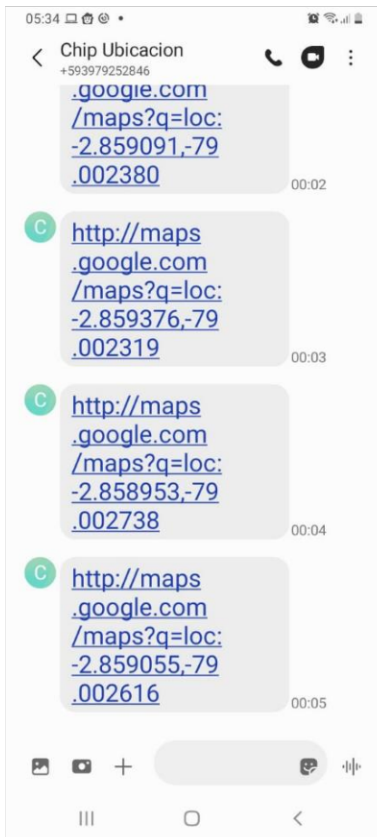 05:34
Chip Ubicacion
+593979252846
.google.com
/maps?q=loc:
-2.859091,-79
.002380
00:02
C
http://maps
.google.com
/maps?q=loc:
-2.859376,-79
.002319
00:03
C
http://maps
.google.com
/maps?q=loc:
-2.858953,-79
.002738
00:04
C
http://maps
.google.com
/maps?q=loc:
-2.859055,-79
.002616
00:05